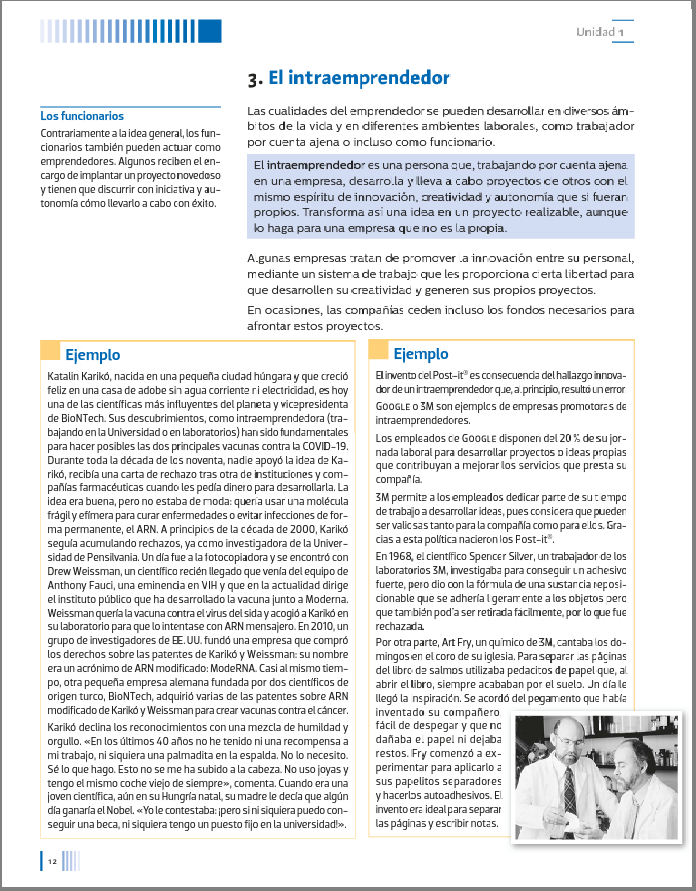 Unidad 1
3. El intraemprendedor
Los funcionarios
Contrariamente a la idea general, los fun-
cionarios también pueden actuar como
emprendedores. Algunos reciben el en-
cargo de implantar un proyecto novedoso
y tienen que discurrir con iniciativa y au-
tonomía cómo llevarlo a cabo con éxito.
Las cualidades del emprendedor se pueden desarrollar en diversos ám-
bitos de la vida y en diferentes ambientes laborales, como trabajador
por cuenta ajena o incluso como funcionario.
El intraemprendedor es una persona que, trabajando por cuenta ajena
en una empresa, desarrolla y lleva a cabo proyectos de otros con el
mismo espíritu de innovación, creatividad y autonomía que si fueran
propios. Transforma así una idea en un proyecto realizable, aunque
lo haga para una empresa que no es la propia.
Algunas empresas tratan de promover la innovación entre su personal,
mediante un sistema de trabajo que les proporciona cierta libertad para
que desarrollen su creatividad y generen sus propios proyectos.
En ocasiones, las compañías ceden incluso los fondos necesarios para
afrontar estos proyectos.
Ejemplo
Katalin Karikó, nacida en una pequeña ciudad húngara y que creció
feliz en una casa de adobe sin agua corriente ni electricidad, es hoy
una de las científicas más influyentes del planeta y vicepresidenta
de BioNTech. Sus descubrimientos, como intraemprendedora (tra-
bajando en la Universidad o en laboratorios) han sido fundamentales
para hacer posibles las dos principales vacunas contra la COVID-19.
Durante toda la década de los noventa, nadie apoyó la idea de Ka-
rikó, recibía una carta de rechazo tras otra de instituciones y com-
pañías farmacéuticas cuando les pedía dinero para desarrollarla. La
idea era buena, pero no estaba de moda: quería usar una molécula
frágil y efímera para curar enfermedades o evitar infecciones de for-
ma permanente, el ARN. A principios de la década de 2000, Karikó
seguía acumulando rechazos, ya como investigadora de la Univer-
sidad de Pensilvania. Un día fue a la fotocopiadora y se encontró con
Drew Weissman, un científico recién llegado que venía del equipo de
Anthony Fauci, una eminencia en VIH y que en la actualidad dirige
el instituto público que ha desarrollado la vacuna junto a Moderna.
Weissman quería la vacuna contra el virus del sida y acogió a Karikó en
su laboratorio para que lo intentase con ARN mensajero. En 2010, un
grupo de investigadores de EE. UU. fundó una empresa que compró
los derechos sobre las patentes de Karikó y Weissman: su nombre
era un acrónimo de ARN modificado: ModeRNA. Casi al mismo tiem-
po, otra pequeña empresa alemana fundada por dos científicos de
origen turco, BioNTech, adquirió varias de las patentes sobre ARN
modificado de Karikó y Weissman para crear vacunas contra el cáncer.
Karikó declina los reconocimientos con una mezcla de humildad y
orgullo. «En los últimos 40 años no he tenido ni una recompensa a
mi trabajo, ni siquiera una palmadita en la espalda. No lo necesito.
Sé lo que hago. Esto no se me ha subido a la cabeza. No uso joyas y
tengo el mismo coche viejo de siempre», comenta. Cuando era una
joven científica, aún en su Hungría natal, su madre le decía que algún
día ganaría el Nobel. «Yo le contestaba: ¡pero si ni siquiera puedo con-
seguir una beca, ni siquiera tengo un puesto fijo en la universidad!».
Ejemplo
El invento del Post-it® es consecuencia del hallazgo innova-
dor de un intraemprendedor que, al principio, resultó un error.
GOOGLE o 3M son ejemplos de empresas promotoras de
intraemprendedores.
Los empleados de GOOGLE disponen del 20 % de su jor-
nada laboral para desarrollar proyectos o ideas propias
que contribuyan a mejorar los servicios que presta su
compañía.
3M permite a los empleados dedicar parte de su tiempo
de trabajo a desarrollar ideas, pues considera que pueden
ser valiosas tanto para la compañía como para ellos. Gra-
cias a esta política nacieron los Post-it®.
En 1968, el científico Spencer Silver, un trabajador de los
laboratorios 3M, investigaba para conseguir un adhesivo
fuerte, pero dio con la fórmula de una sustancia reposi-
cionable que se adhería ligeramente a los objetos pero
que también podía ser retirada fácilmente, por lo que fue
rechazada.
Por otra parte, Art Fry, un químico de 3M, cantaba los do-
mingos en el coro de su iglesia. Para separar las páginas
del libro de salmos utilizaba pedacitos de papel que, al
abrir el libro, siempre acababan por el suelo. Un día le
llegó la inspiración. Se acordó del pegamento que había
inventado su compañero,
fácil de despegar y que no
dañaba el papel ni dejaba
restos. Fry comenzó a ex-
perimentar para aplicarlo a
sus papelitos separadores
y hacerlos autoadhesivos. El
invento era ideal para separar
las páginas y escribir notas.
12